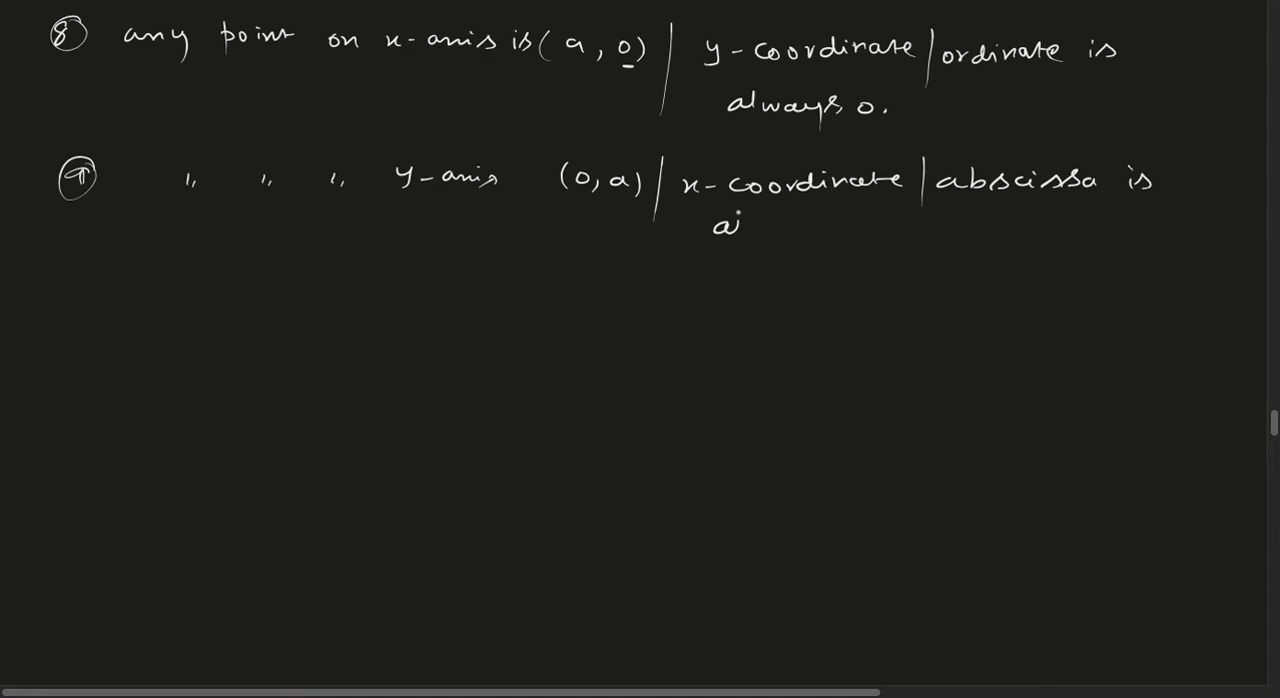 ⑧ any point on x-axis is (a, 0) / y-coordinate / ordinate is
always 0.
⑨ " " " y-axis (0, a) / x-coordinate / abscissa is